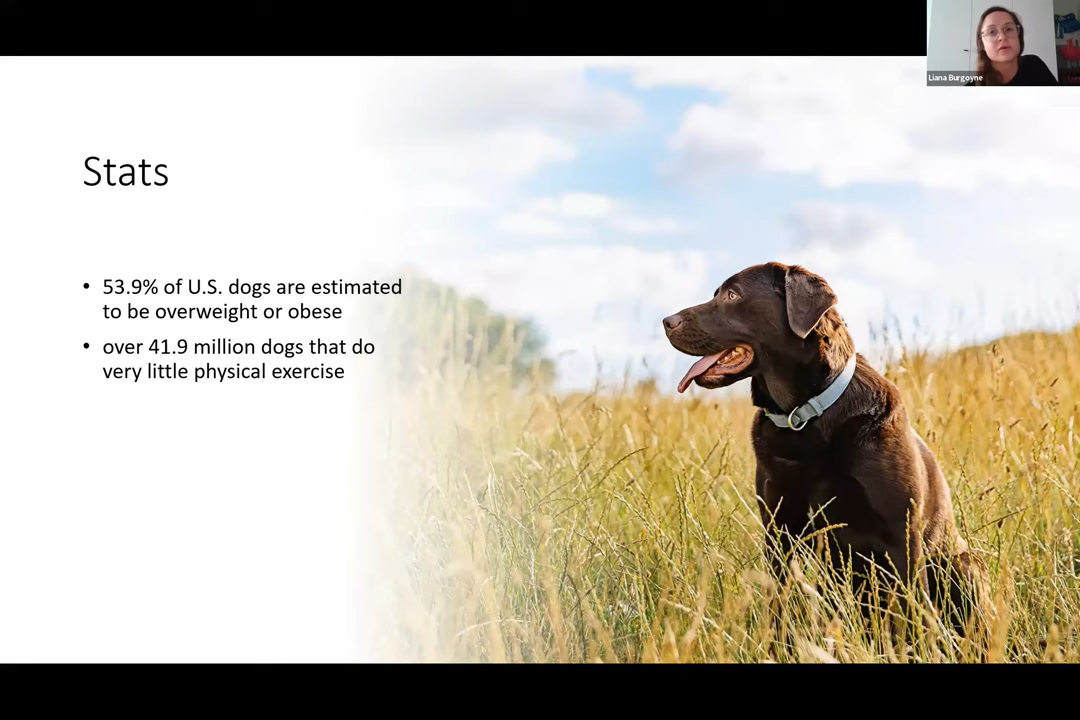 Liana Burgoyne
Stats
• 53.9% of U.S. dogs are estimated
to be overweight or obese
• over 41.9 million dogs that do
very little physical exercise